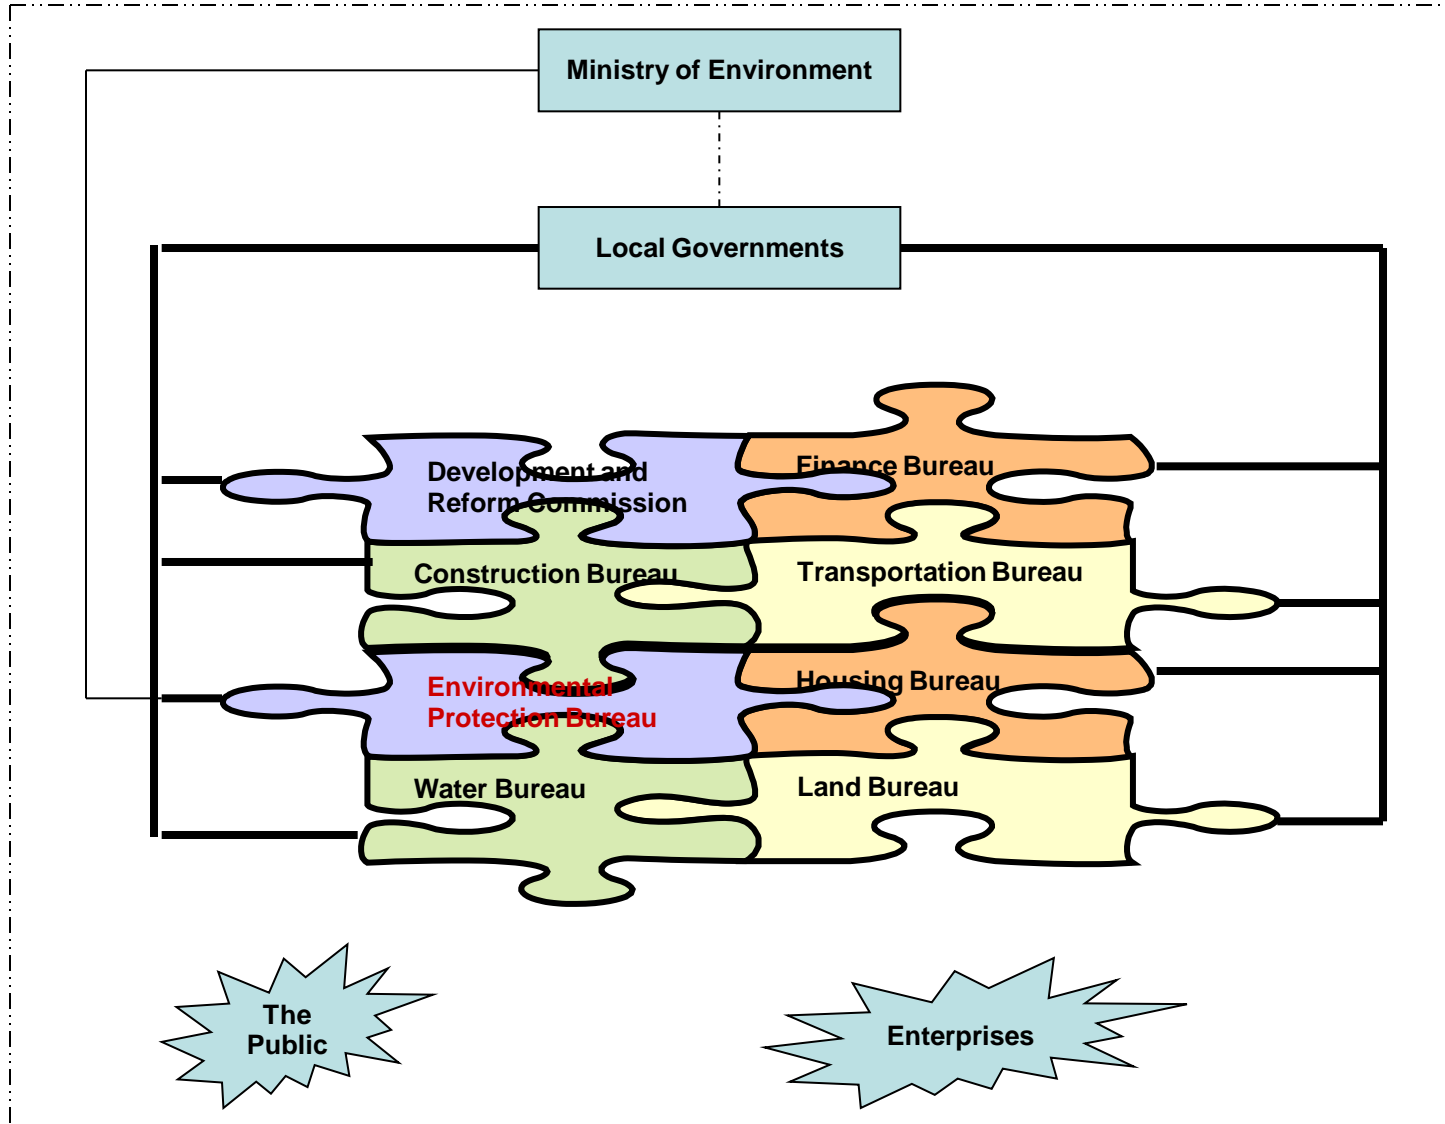 Ministry of Environment
Local Governments
Development and
Reform Commission
Finance Bureau
Construction Bureau
Transportation Bureau
Environmental
Protection Bureau
Housing Bureau
Water Bureau
Land Bureau
The
Public
Enterprises